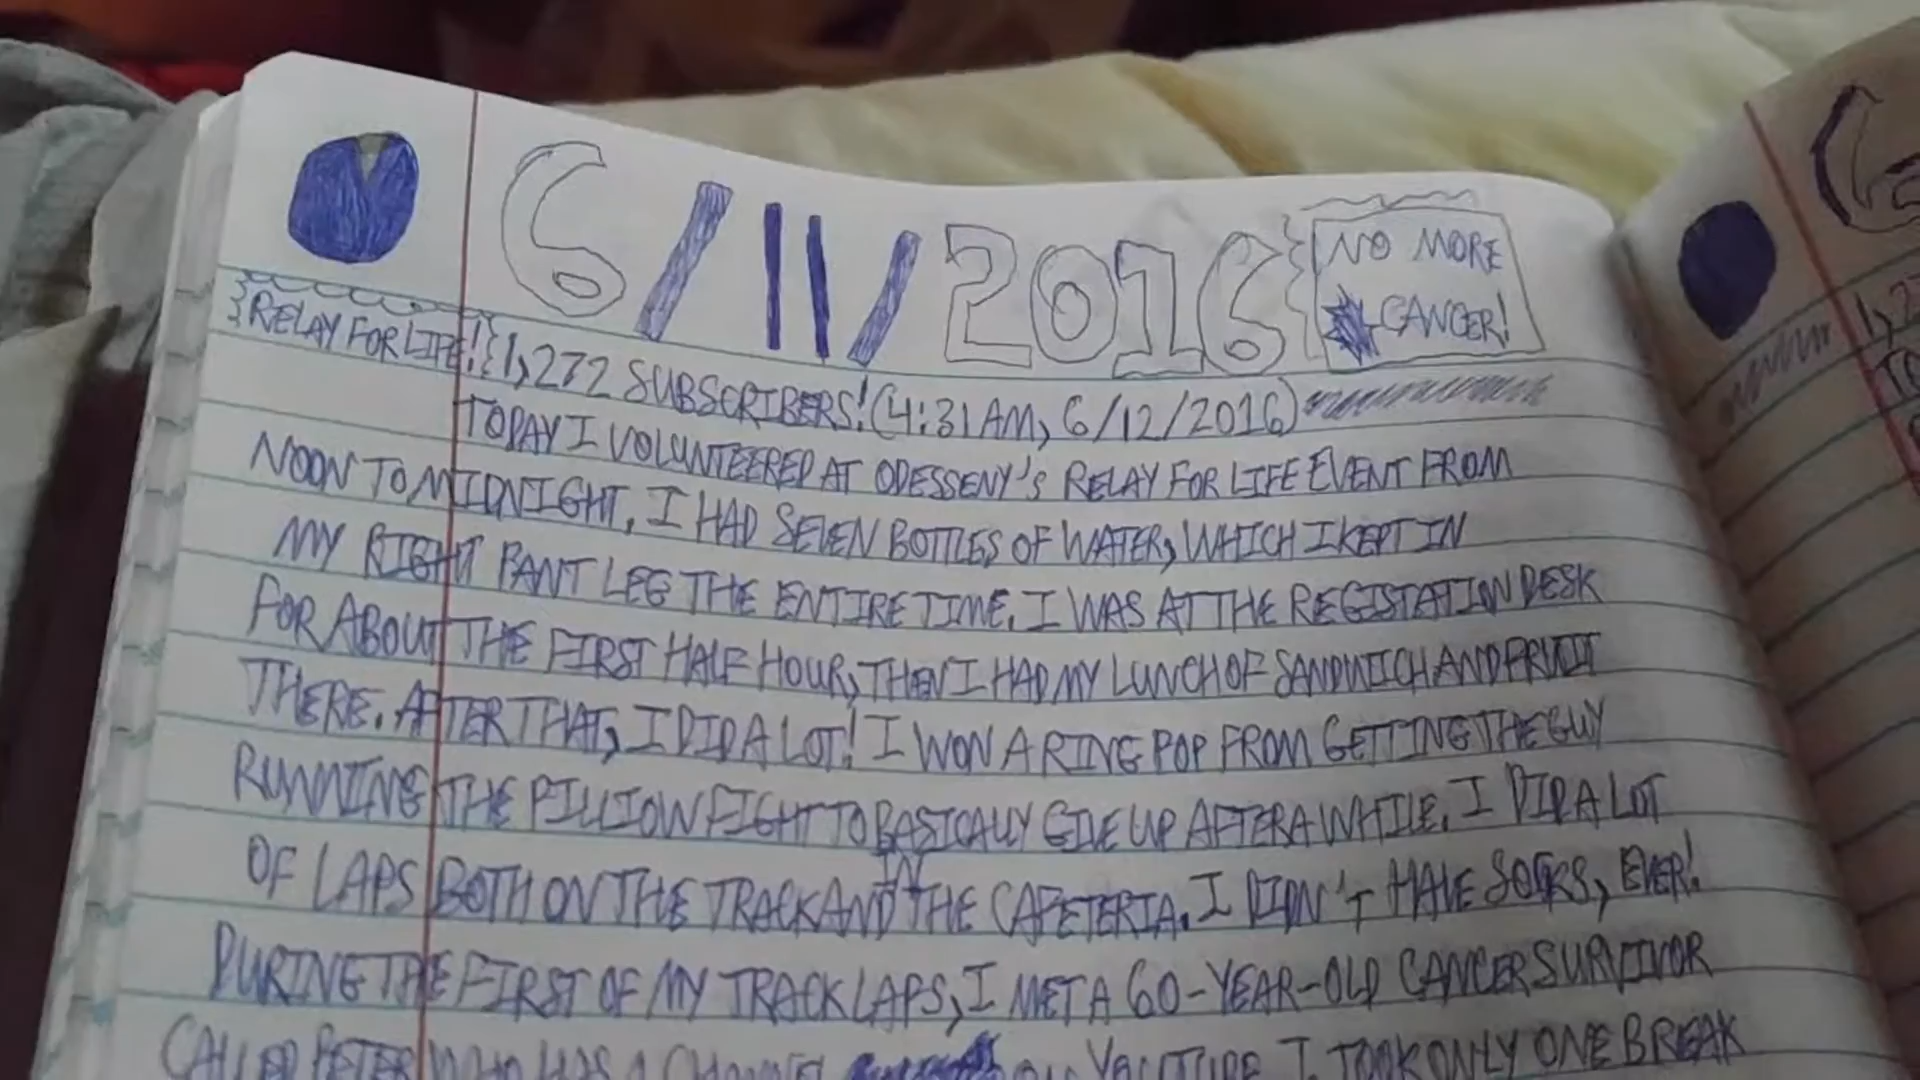 6/11/2016
NO MORE
CANCER!
RELAY FOR LIFE! 1,272 SUBSCRIBERS! (4:31 AM, 6/12/2016)
TODAY I VOLUNTEERED AT ODESSENY'S RELAY FOR LIFE EVENT FROM
NOON TO MIDNIGHT. I HAD SEVEN BOTTLES OF WATER, WHICH I KEPT IN
MY RIGHT PANT LEG THE ENTIRE TIME. I WAS AT THE REGISTATION DESK
FOR ABOUT THE FIRST HALF HOUR, THEN I HAD MY LUNCH OF SANDWICH AND FRUIT
THERE. AFTER THAT, I DID A LOT! I WON A RING POP FROM GETTING THE GUY
RUNNING THE PILLIOW FIGHT TO BASICALLY GIVE UP AFTER A WHILE. I DID A LOT
OF LAPS BOTH ON THE TRACK AND IN THE CAFETERIA. I DIDN'T HAVE SOCKS, EVER!
DURING THE FIRST OF MY TRACK LAPS, I MET A 60-YEAR-OLD CANCER SURVIVOR
CALLED PETER WHO HAS A CHANNEL ON YOUTUBE. I TOOK ONLY ONE BREAK